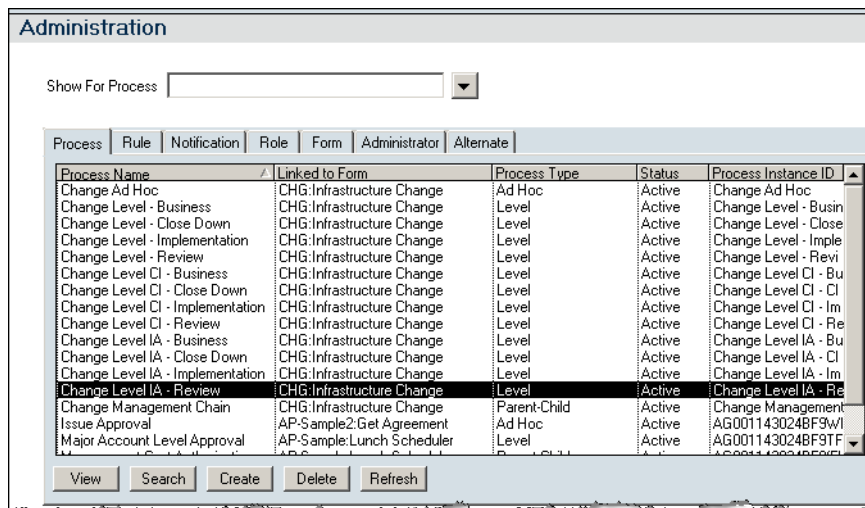 Administration
Show For Process
Process Rule Notification Role Form Administrator Alternate
Process Name Linked to Form Process Type Status Process Instance ID
Change Ad Hoc CHG:Infrastructure Change Ad Hoc Active Change Ad Hoc
Change Level - Business CHG:Infrastructure Change Level Active Change Level - Busin
Change Level - Close Down CHG:Infrastructure Change Level Active Change Level - Close
Change Level - Implementation CHG:Infrastructure Change Level Active Change Level - Imple
Change Level - Review CHG:Infrastructure Change Level Active Change Level - Revi
Change Level CI - Business CHG:Infrastructure Change Level Active Change Level CI - Bu
Change Level CI - Close Down CHG:Infrastructure Change Level Active Change Level CI - Cl
Change Level CI - Implementation CHG:Infrastructure Change Level Active Change Level CI - Im
Change Level CI - Review CHG:Infrastructure Change Level Active Change Level CI - Re
Change Level IA - Business CHG:Infrastructure Change Level Active Change Level IA - Bu
Change Level IA - Close Down CHG:Infrastructure Change Level Active Change Level IA - Cl
Change Level IA - Implementation CHG:Infrastructure Change Level Active Change Level IA - Im
Change Level IA - Review CHG:Infrastructure Change Level Active Change Level IA - Re
Change Management Chain CHG:Infrastructure Change Parent-Child Active Change Management
Issue Approval AP-Sample2:Get Agreement Ad Hoc Active AG001143024BF9WI
Major Account Level Approval AP-Sample:Lunch Scheduler Level Active AG001143024BF9TF
View Search Create Delete Refresh